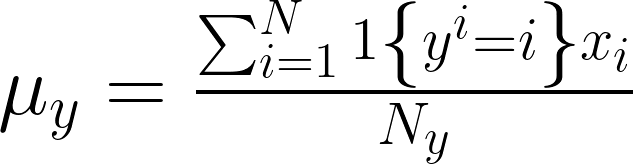 μ_y = \frac{\sum_{i=1}^{N} 1\{y^i=i\}x_i}{N_y}